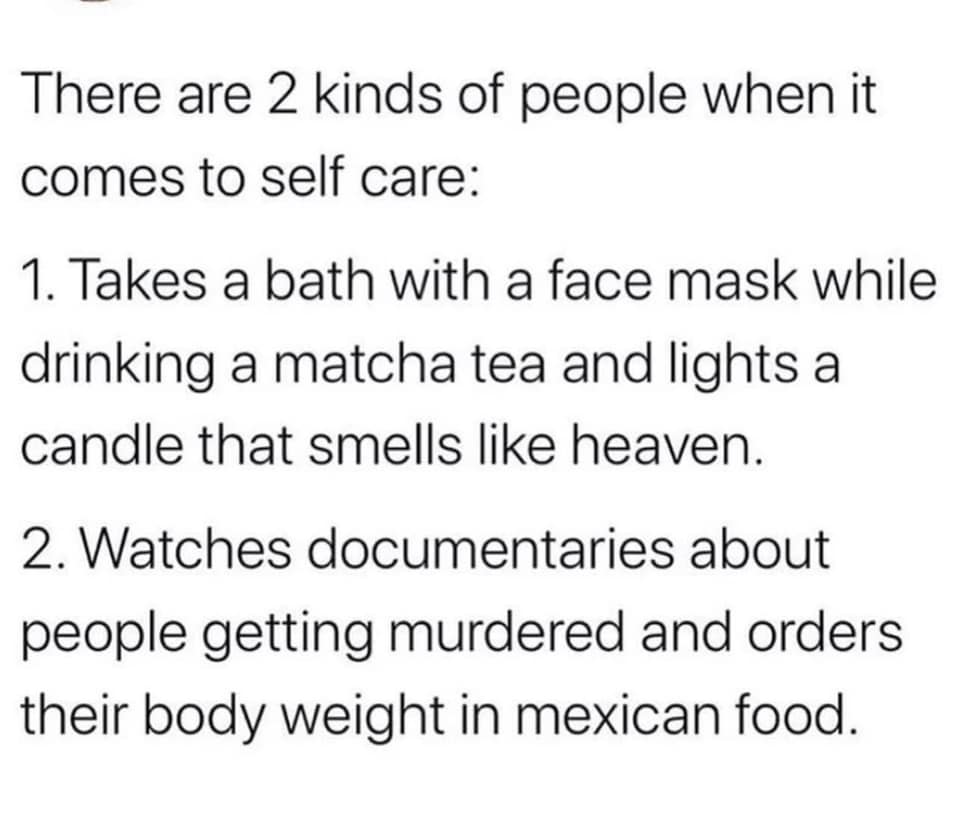 There are 2 kinds of people when it
comes to self care:
1. Takes a bath with a face mask while
drinking a matcha tea and lights a
candle that smells like heaven.
2. Watches documentaries about
people getting murdered and orders
their body weight in mexican food.